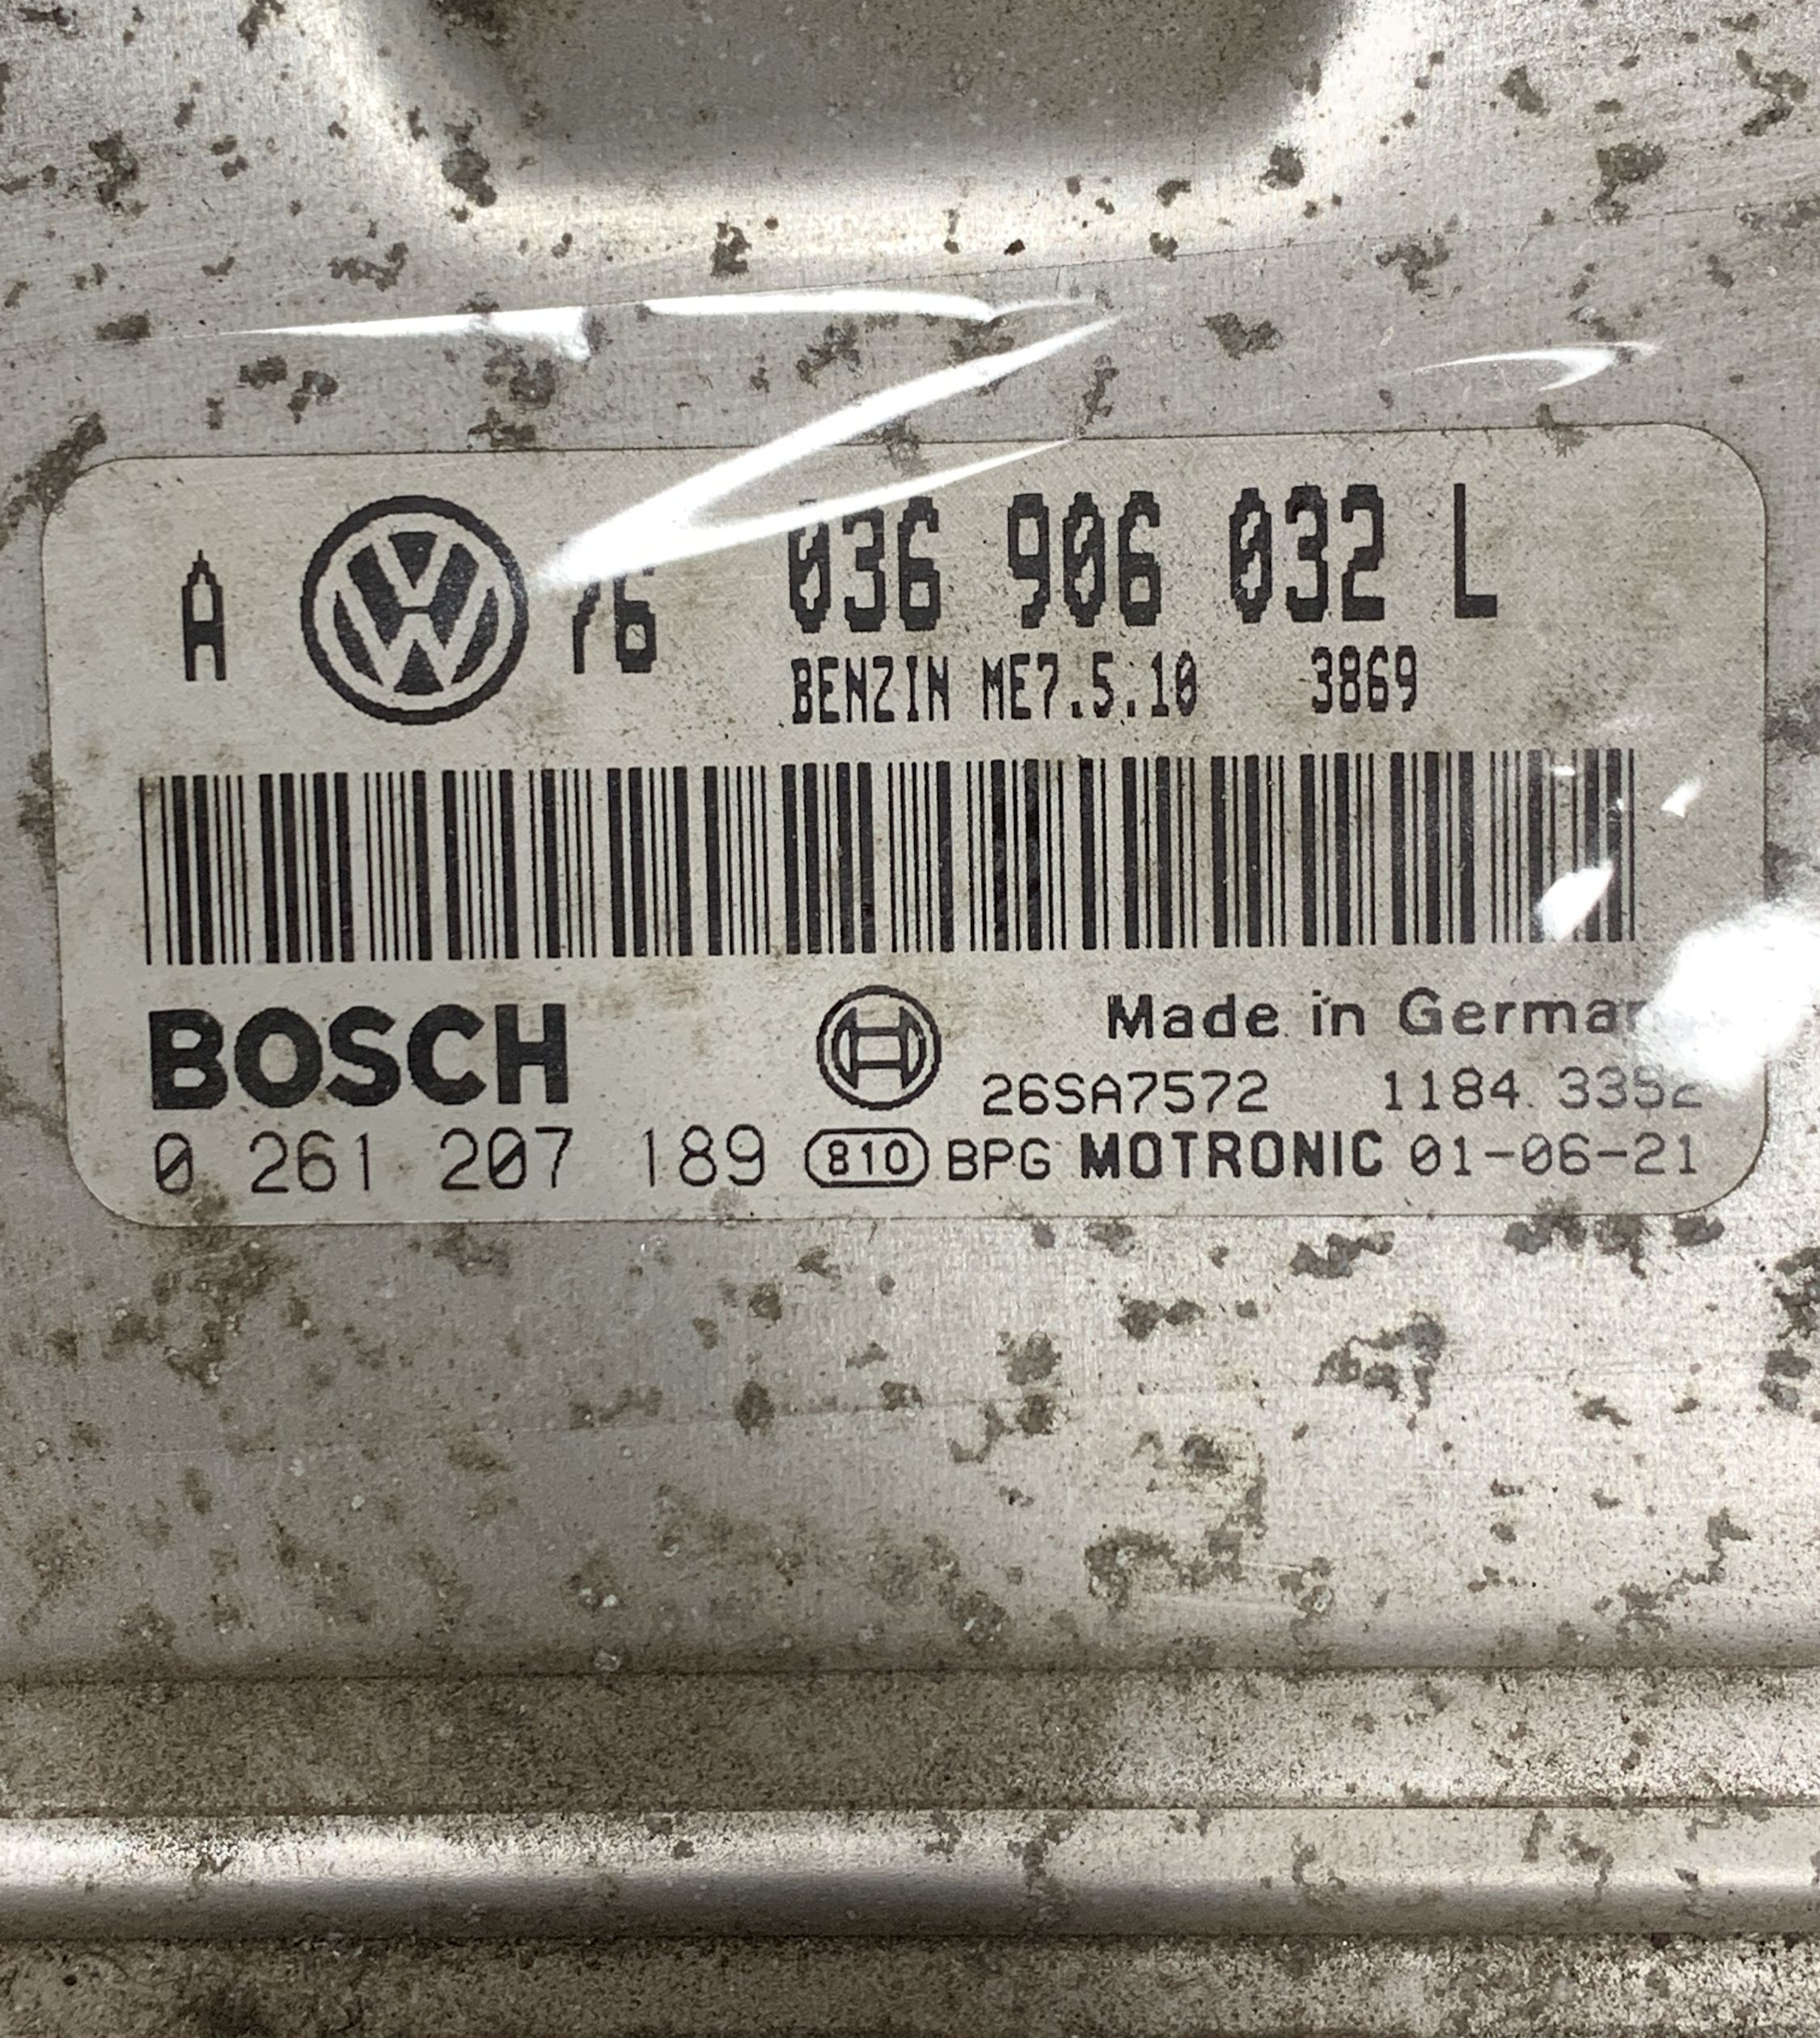 A VW 76 036 906 032 L
BENZIN ME7.5.10 3869
BOSCH Made in
26SA7572 1184
0 261 207 189 810 BPG MOTRONIC 01-06-21